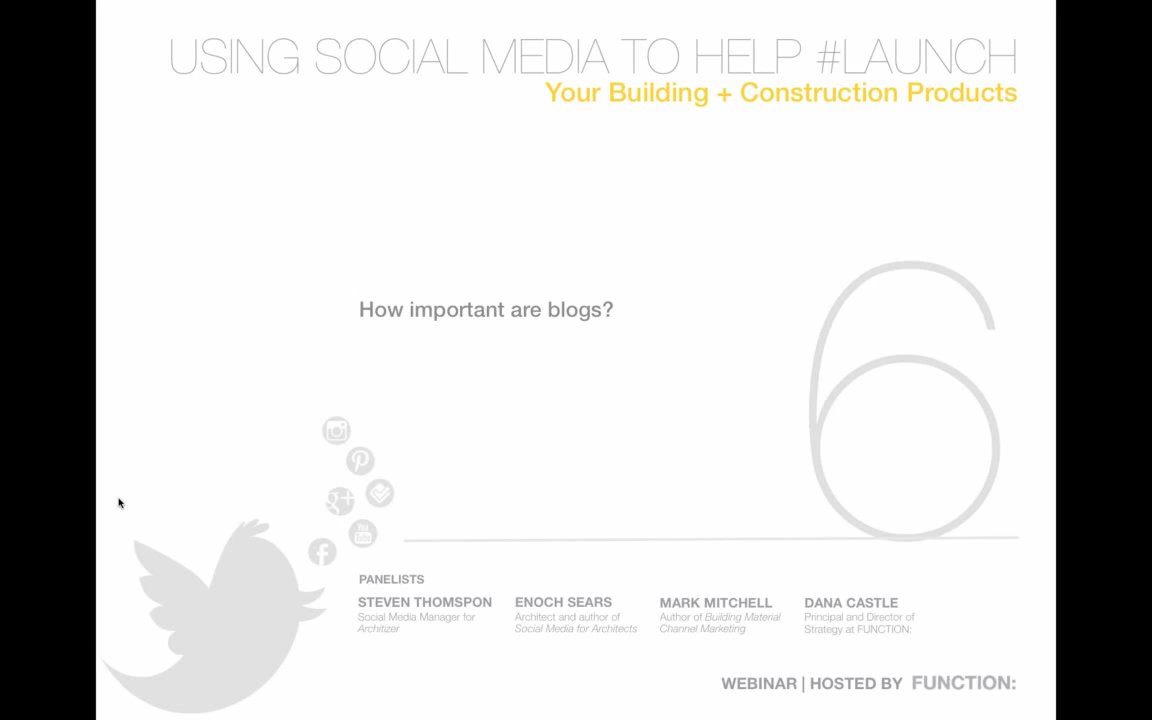 USING SOCIAL MEDIA TO HELP #LAUNCH
Your Building + Construction Products
How important are blogs?
6
You
Tube
PANELISTS
STEVEN THOMSPON
Social Media Manager for
Architizer
ENOCH SEARS
Architect and author of
Social Media for Architects
MARK MITCHELL
Author of Building Material
Channel Marketing
DANA CASTLE
Principal and Director of
Strategy at FUNCTION:
WEBINAR | HOSTED BY FUNCTION: